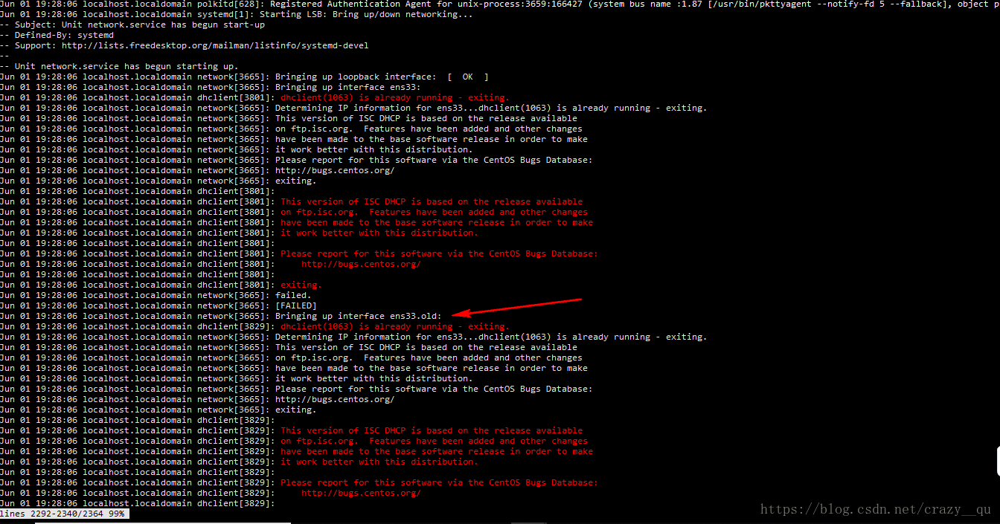 Jun 01 19:28:06 localhost.localdomain polkitd[628]: Registered Authentication Agent for unix-process:3659:166427 (system bus name :1.87 [/usr/bin/pkttyagent --notify-fd 5 --fallback], object p
Jun 01 19:28:06 localhost.localdomain systemd[1]: Starting LSB: Bring up/down networking...
-- Subject: Unit network.service has begun start-up
-- Defined-By: systemd
-- Support: http://lists.freedesktop.org/mailman/listinfo/systemd-devel
--
-- Unit network.service has begun starting up.
Jun 01 19:28:06 localhost.localdomain network[3665]: Bringing up loopback interface:  [  OK  ]
Jun 01 19:28:06 localhost.localdomain network[3665]: Bringing up interface ens33:
Jun 01 19:28:06 localhost.localdomain dhclient[3801]: dhclient(1063) is already running - exiting.
Jun 01 19:28:06 localhost.localdomain network[3665]: Determining IP information for ens33...dhclient(1063) is already running - exiting.
Jun 01 19:28:06 localhost.localdomain network[3665]: This version of ISC DHCP is based on the release available
Jun 01 19:28:06 localhost.localdomain network[3665]: on ftp.isc.org.  Features have been added and other changes
Jun 01 19:28:06 localhost.localdomain network[3665]: have been made to the base software release in order to make
Jun 01 19:28:06 localhost.localdomain network[3665]: it work better with this distribution.
Jun 01 19:28:06 localhost.localdomain network[3665]: Please report for this software via the CentOS Bugs Database:
Jun 01 19:28:06 localhost.localdomain network[3665]: http://bugs.centos.org/
Jun 01 19:28:06 localhost.localdomain network[3665]: exiting.
Jun 01 19:28:06 localhost.localdomain dhclient[3801]:
Jun 01 19:28:06 localhost.localdomain dhclient[3801]: This version of ISC DHCP is based on the release available
Jun 01 19:28:06 localhost.localdomain dhclient[3801]: on ftp.isc.org.  Features have been added and other changes
Jun 01 19:28:06 localhost.localdomain dhclient[3801]: have been made to the base software release in order to make
Jun 01 19:28:06 localhost.localdomain dhclient[3801]: it work better with this distribution.
Jun 01 19:28:06 localhost.localdomain dhclient[3801]:
Jun 01 19:28:06 localhost.localdomain dhclient[3801]: Please report for this software via the CentOS Bugs Database:
Jun 01 19:28:06 localhost.localdomain dhclient[3801]:     http://bugs.centos.org/
Jun 01 19:28:06 localhost.localdomain dhclient[3801]:
Jun 01 19:28:06 localhost.localdomain dhclient[3801]: exiting.
Jun 01 19:28:06 localhost.localdomain network[3665]: failed.
Jun 01 19:28:06 localhost.localdomain network[3665]: [FAILED]
Jun 01 19:28:06 localhost.localdomain network[3665]: Bringing up interface ens33.old:
Jun 01 19:28:06 localhost.localdomain dhclient[3829]: dhclient(1063) is already running - exiting.
Jun 01 19:28:06 localhost.localdomain network[3665]: Determining IP information for ens33...dhclient(1063) is already running - exiting.
Jun 01 19:28:06 localhost.localdomain network[3665]: This version of ISC DHCP is based on the release available
Jun 01 19:28:06 localhost.localdomain network[3665]: on ftp.isc.org.  Features have been added and other changes
Jun 01 19:28:06 localhost.localdomain network[3665]: have been made to the base software release in order to make
Jun 01 19:28:06 localhost.localdomain network[3665]: it work better with this distribution.
Jun 01 19:28:06 localhost.localdomain network[3665]: Please report for this software via the CentOS Bugs Database:
Jun 01 19:28:06 localhost.localdomain network[3665]: http://bugs.centos.org/
Jun 01 19:28:06 localhost.localdomain network[3665]: exiting.
Jun 01 19:28:06 localhost.localdomain dhclient[3829]:
Jun 01 19:28:06 localhost.localdomain dhclient[3829]: This version of ISC DHCP is based on the release available
Jun 01 19:28:06 localhost.localdomain dhclient[3829]: on ftp.isc.org.  Features have been added and other changes
Jun 01 19:28:06 localhost.localdomain dhclient[3829]: have been made to the base software release in order to make
Jun 01 19:28:06 localhost.localdomain dhclient[3829]: it work better with this distribution.
Jun 01 19:28:06 localhost.localdomain dhclient[3829]:
Jun 01 19:28:06 localhost.localdomain dhclient[3829]: Please report for this software via the CentOS Bugs Database:
Jun 01 19:28:06 localhost.localdomain dhclient[3829]:     http://bugs.centos.org/
Jun 01 19:28:06 localhost.localdomain dhclient[3829]:
lines 2292-2340/2364 99%
https://blog.csdn.net/crazy__qu